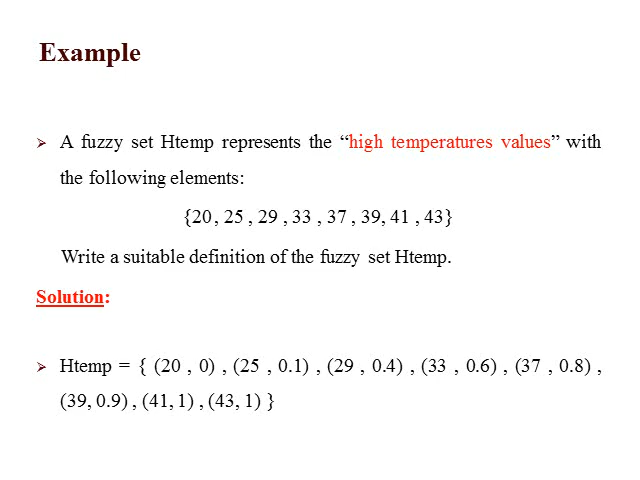 Example
➢ A fuzzy set Htemp represents the “high temperatures values” with
the following elements:
{20 , 25 , 29 , 33 , 37 , 39, 41 , 43}
Write a suitable definition of the fuzzy set Htemp.
Solution:
➢ Htemp = { (20 , 0) , (25 , 0.1) , (29 , 0.4) , (33 , 0.6) , (37 , 0.8) ,
(39, 0.9) , (41, 1) , (43, 1) }